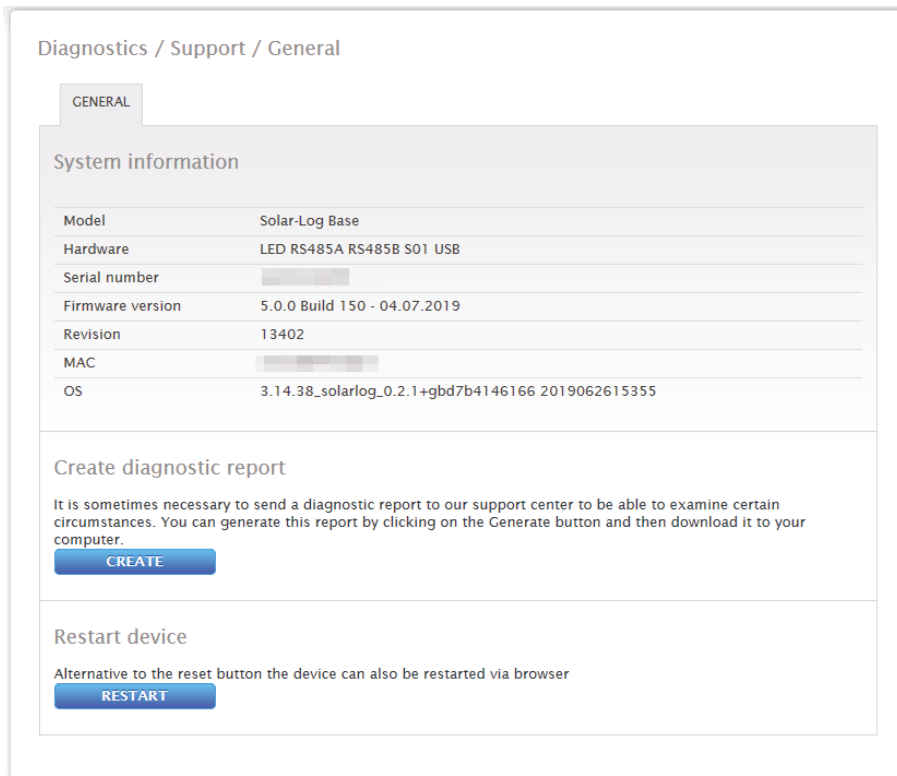 Diagnostics / Support / General
GENERAL
System information
Model Solar-Log Base
Hardware LED RS485A RS485B S01 USB
Serial number
Firmware version 5.0.0 Build 150 - 04.07.2019
Revision 13402
MAC
OS 3.14.38_solarlog_0.2.1+gbd7b4146166 2019062615355
Create diagnostic report
It is sometimes necessary to send a diagnostic report to our support center to be able to examine certain
circumstances. You can generate this report by clicking on the Generate button and then download it to your
computer.
CREATE
Restart device
Alternative to the reset button the device can also be restarted via browser
RESTART